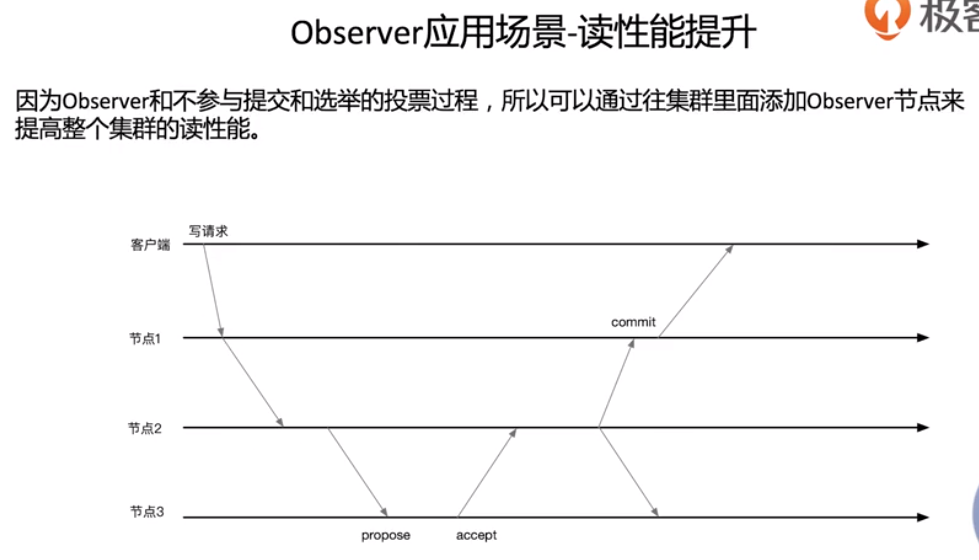 Observer应用场景-读性能提升
极客
因为Observer和不参与提交和选举的投票过程，所以可以通过往集群里面添加Observer节点来
提高整个集群的读性能。
写请求
客户端
commit
节点1
节点2
节点3
propose
accept